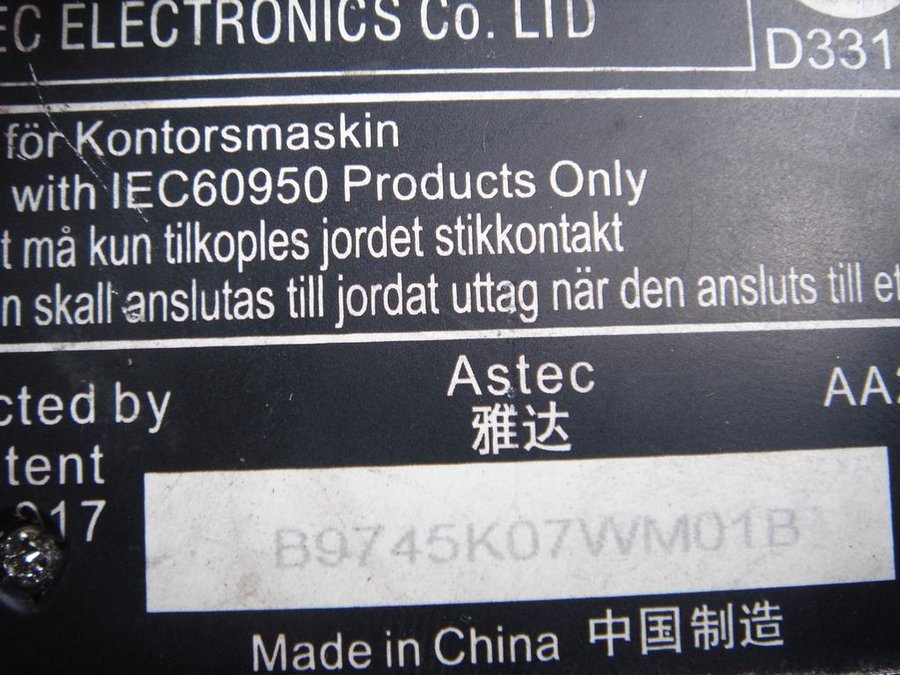 EC ELECTRONICS CO. LTD
D331
för Kontorsmaskin
with IEC60950 Products Only
t må kun tilkoples jordet stikkontakt
n skall anslutas till jordat uttag när den ansluts till et
cted by
Astec
AA2
雅达
tent
217
B9745K07WM01B
Made in China 中国制造